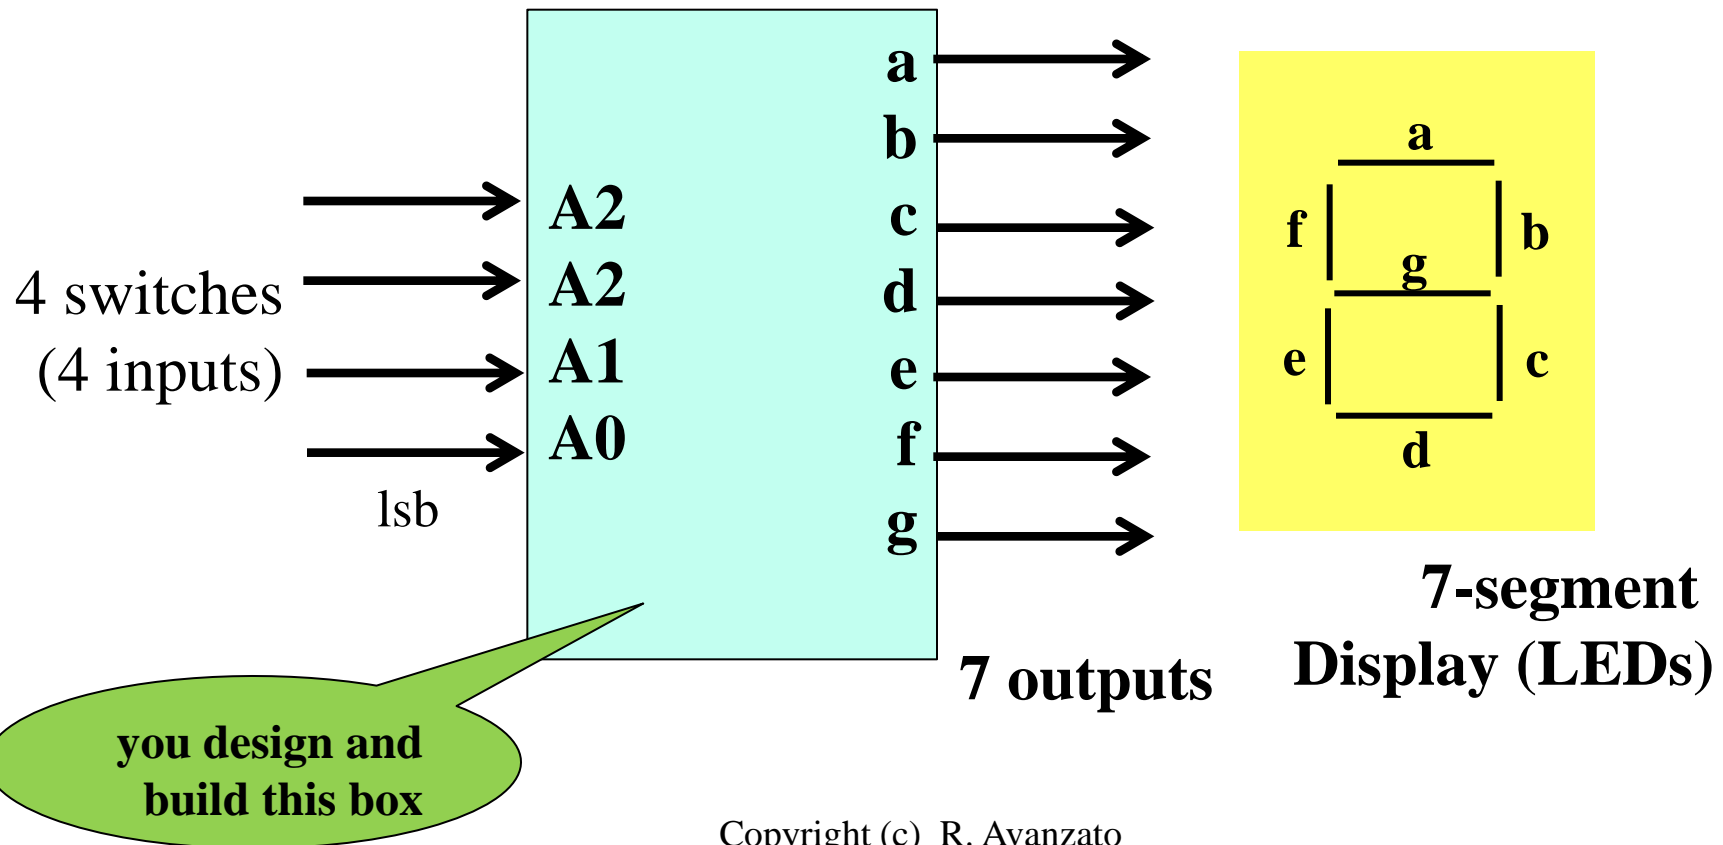 4 switches
(4 inputs)
lsb
A2
A2
A1
A0
a
b
c
d
e
f
g
7 outputs
a
f
b
g
e
c
d
7-segment
Display (LEDs)
you design and
build this box
Copyright (c) R. Avanzato